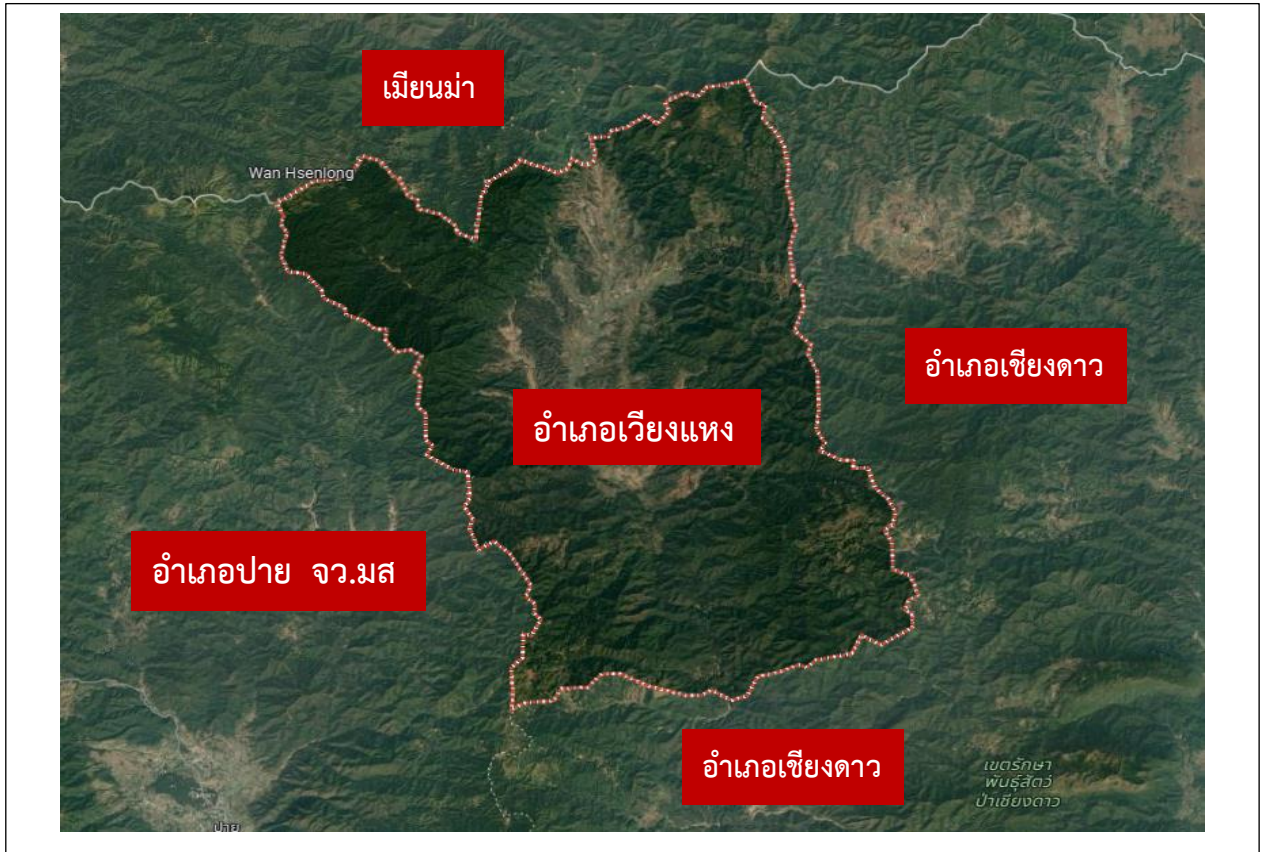 เมียนม่า
Wan Hsenlong
อำเภอเชียงดาว
อำเภอเวียงแหง
อำเภอปาย จว.มส
อำเภอเชียงดาว
เขตรักษา
พันธุ์สัตว์
ป่าเชียงดาว
ปาย